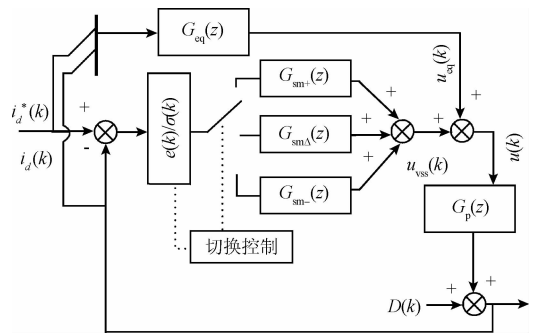 G_eq(z)
u_eq(k)
i_d*(k)
+
-
i_d(k)
e(k)/σ(k)
G_sm+(z)
G_smΔ(z)
G_sm−(z)
+
+
+
+
+
u_vss(k)
u(k)
切换控制
G_p(z)
D(k)
+
+